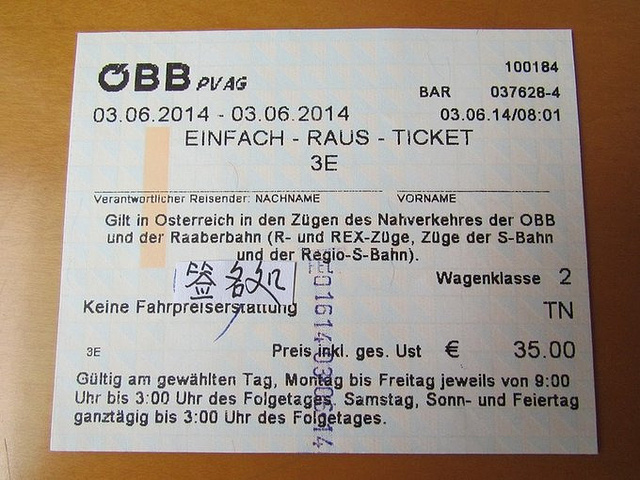 ÖBB PV AG
100184
BAR 037628-4
03.06.2014 - 03.06.2014
03.06.14/08:01
EINFACH - RAUS - TICKET
3E
Verantwortlicher Reisender: NACHNAME VORNAME
Gilt in Österreich in den Zügen des Nahverkehres der ÖBB
und der Raaberbahn (R- und REX-Züge, Züge der S-Bahn
und der Regio-S-Bahn).
签名处
Wagenklasse 2
Keine Fahrpreiserstattung
TN
3E
Preis inkl. ges. Ust € 35.00
Gültig am gewählten Tag, Montag bis Freitag jeweils von 9:00
Uhr bis 3:00 Uhr des Folgetages. Samstag, Sonn- und Feiertag
ganztägig bis 3:00 Uhr des Folgetages.